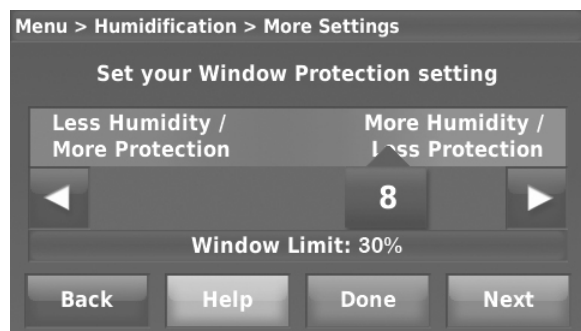 Menu > Humidification > More Settings
Set your Window Protection setting
Less Humidity / More Humidity /
More Protection Less Protection
8
Window Limit: 30%
Back Help Done Next